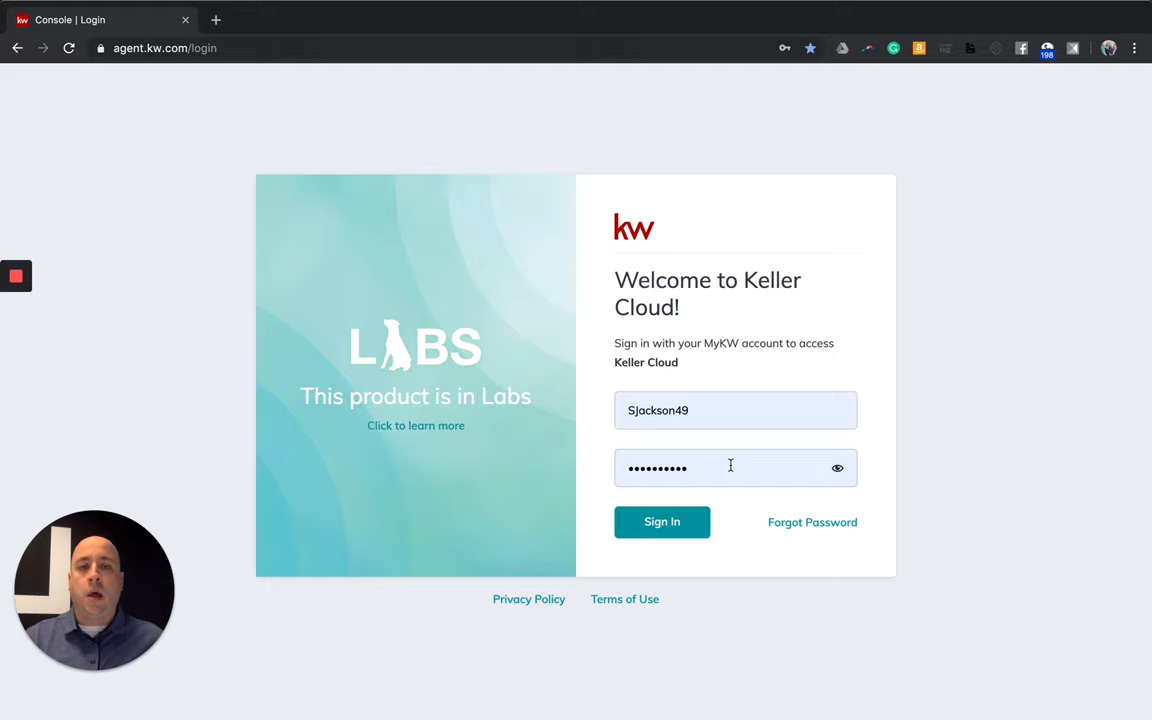 kw
Console | Login
agent.kw.com/login
198
kw
Welcome to Keller
Cloud!
Sign in with your MyKW account to access
Keller Cloud
LABS
This product is in Labs
Click to learn more
SJackson49
••••••••••
Sign In
Forgot Password
Privacy Policy
Terms of Use